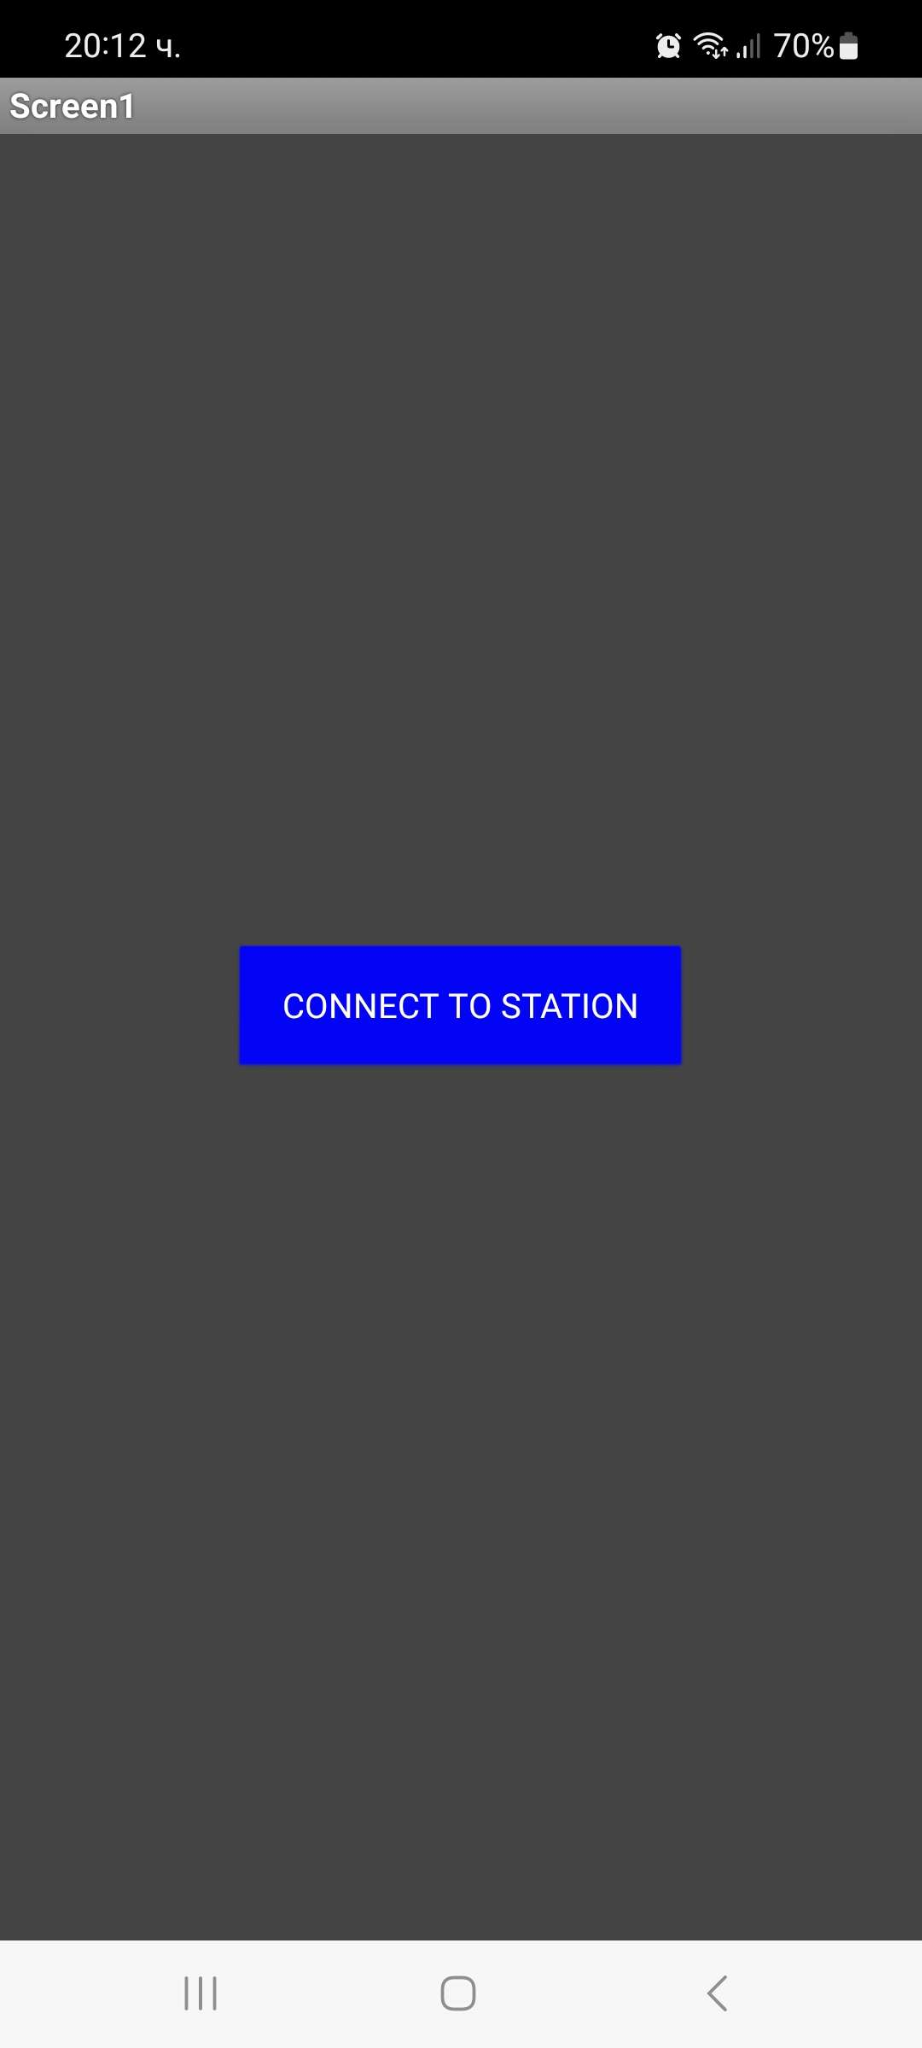 20:12 ч.
70%
Screen1
CONNECT TO STATION